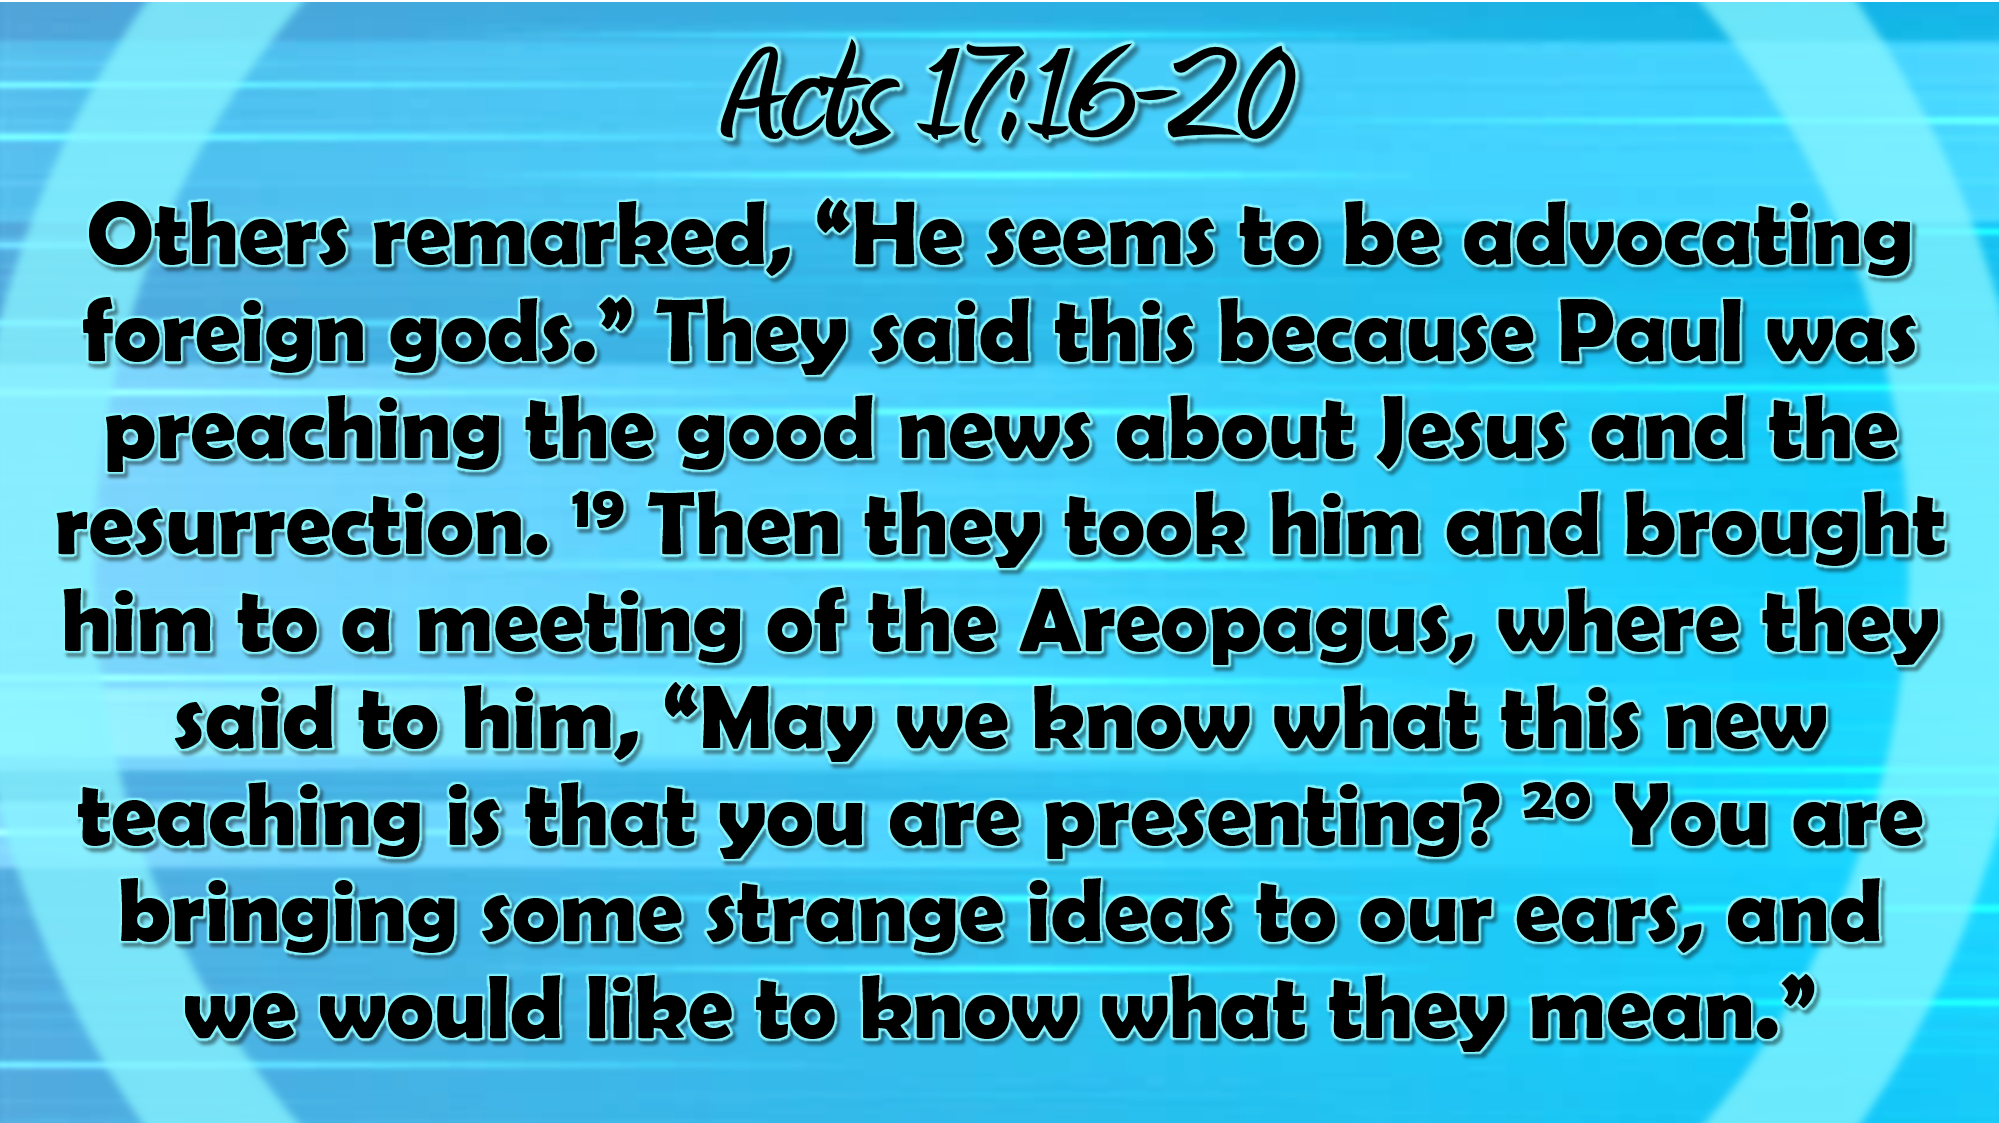 Acts 17:16-20
Others remarked, “He seems to be advocating
foreign gods.” They said this because Paul was
preaching the good news about Jesus and the
resurrection. ¹⁹ Then they took him and brought
him to a meeting of the Areopagus, where they
said to him, “May we know what this new
teaching is that you are presenting? ²⁰ You are
bringing some strange ideas to our ears, and
we would like to know what they mean.”